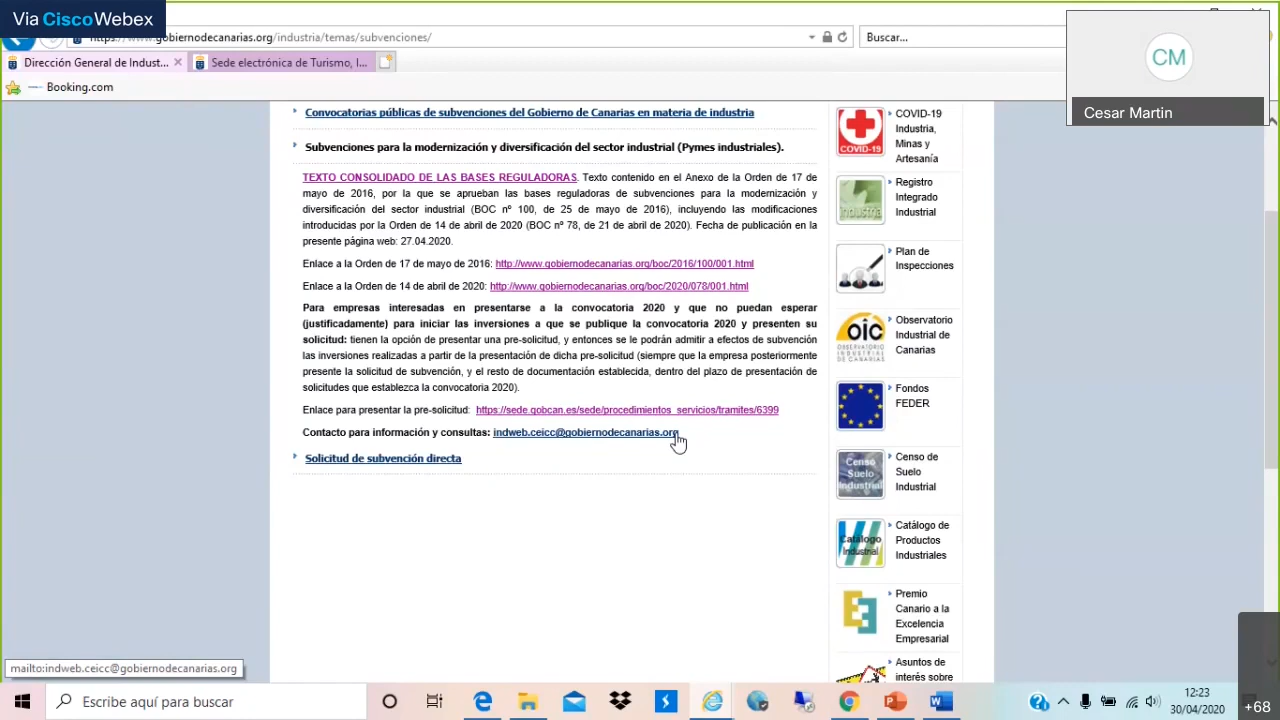 Via CiscoWebex
https://www.gobiernodecanarias.org/industria/temas/subvenciones/
Buscar...
Dirección General de Indust...
Sede electrónica de Turismo, I...
Booking.com
CM
Cesar Martin
Convocatorias públicas de subvenciones del Gobierno de Canarias en materia de industria
Subvenciones para la modernización y diversificación del sector industrial (Pymes industriales).
TEXTO CONSOLIDADO DE LAS BASES REGULADORAS. Texto contenido en el Anexo de la Orden de 17 de
mayo de 2016, por la que se aprueban las bases reguladoras de subvenciones para la modernización y
diversificación del sector industrial (BOC nº 100, de 25 de mayo de 2016), incluyendo las modificaciones
introducidas por la Orden de 14 de abril de 2020 (BOC nº 78, de 21 de abril de 2020). Fecha de publicación en la
presente página web: 27.04.2020.
Enlace a la Orden de 17 de mayo de 2016: http://www.gobiernodecanarias.org/boc/2016/100/001.html
Enlace a la Orden de 14 de abril de 2020: http://www.gobiernodecanarias.org/boc/2020/078/001.html
Para empresas interesadas en presentarse a la convocatoria 2020 y que no puedan esperar
(justificadamente) para iniciar las inversiones a que se publique la convocatoria 2020 y presenten su
solicitud: tienen la opción de presentar una pre-solicitud, y entonces se le podrán admitir a efectos de subvención
las inversiones realizadas a partir de la presentación de dicha pre-solicitud (siempre que la empresa posteriormente
presente la solicitud de subvención, y el resto de documentación establecida, dentro del plazo de presentación de
solicitudes que establezca la convocatoria 2020).
Enlace para presentar la pre-solicitud: https://sede.gobcan.es/sede/procedimientos_servicios/tramites/6399
Contacto para información y consultas: indweb.ceicc@gobiernodecanarias.org
Solicitud de subvención directa
COVID-19
COVID-19
Industria,
Minas y
Artesanía
industria
Registro
Integrado
Industrial
Plan de
Inspecciones
oic
OBSERVATORIO
INDUSTRIAL DE
CANARIAS
Observatorio
Industrial de
Canarias
Fondos
FEDER
Censo
Suelo
Industrial
Censo de
Suelo
Industrial
Catálogo
Industrial
Catálogo de
Productos
Industriales
Premio
Canario a la
Excelencia
Empresarial
Asuntos de
interés sobre
mailto:indweb.ceicc@gobiernodecanarias.org
Escribe aquí para buscar
12:23
30/04/2020
+68